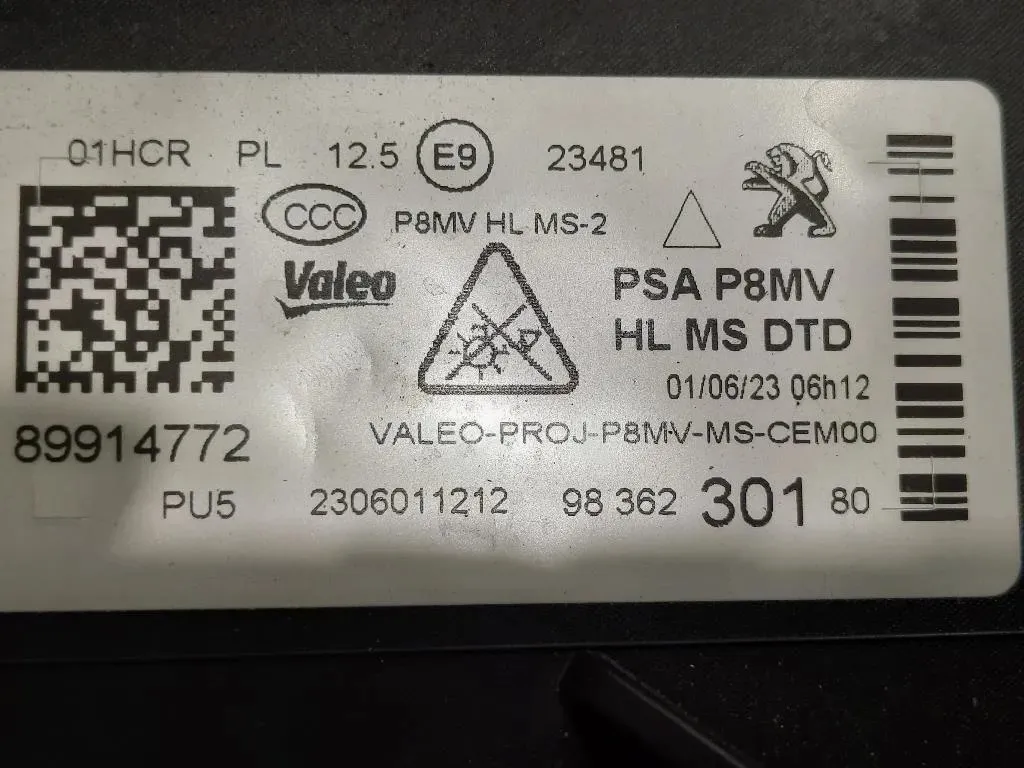 01HCR PL 12.5 E9 23481
CCC P8MV HL MS-2
Valeo
PSA P8MV
HL MS DTD
01/06/23 06h12
89914772
VALEO-PROJ-P8MV-MS-CEM00
PU5 2306011212 98 362 301 80